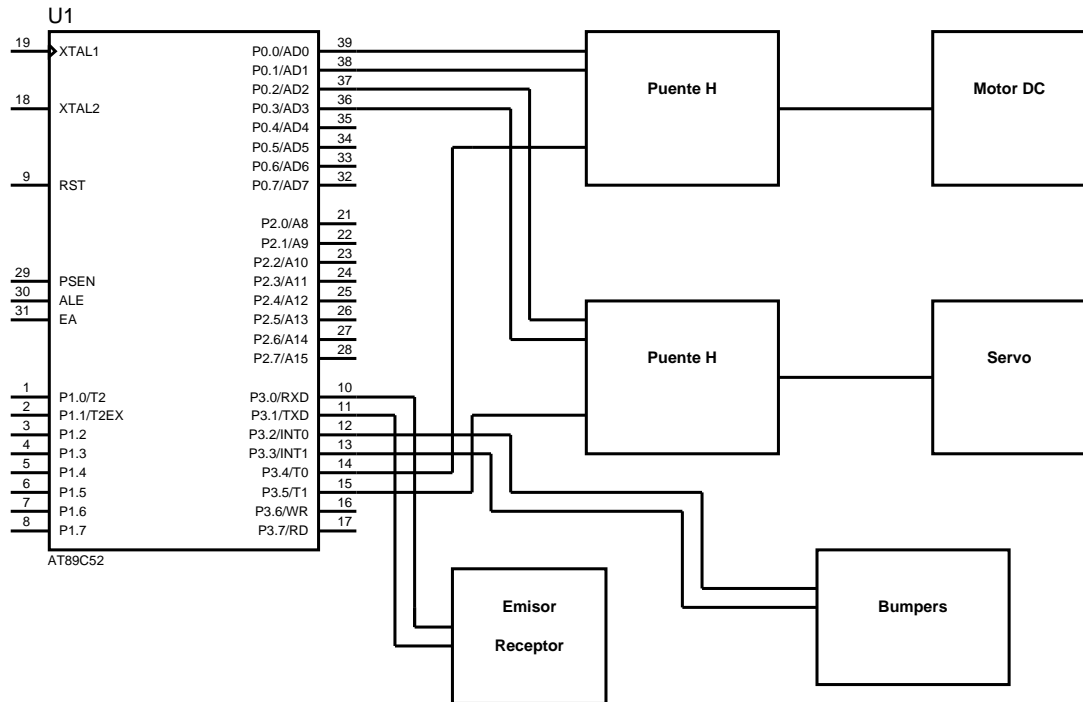 U1
19 XTAL1 P0.0/AD0 39
P0.1/AD1 38
P0.2/AD2 37
18 XTAL2 P0.3/AD3 36
P0.4/AD4 35
P0.5/AD5 34
P0.6/AD6 33
9 RST P0.7/AD7 32
P2.0/A8 21
P2.1/A9 22
P2.2/A10 23
29 PSEN P2.3/A11 24
30 ALE P2.4/A12 25
31 EA P2.5/A13 26
P2.6/A14 27
P2.7/A15 28
1 P1.0/T2 P3.0/RXD 10
2 P1.1/T2EX P3.1/TXD 11
3 P1.2 P3.2/INT0 12
4 P1.3 P3.3/INT1 13
5 P1.4 P3.4/T0 14
6 P1.5 P3.5/T1 15
7 P1.6 P3.6/WR 16
8 P1.7 P3.7/RD 17
AT89C52
Puente H
Motor DC
Puente H
Servo
Emisor
Receptor
Bumpers